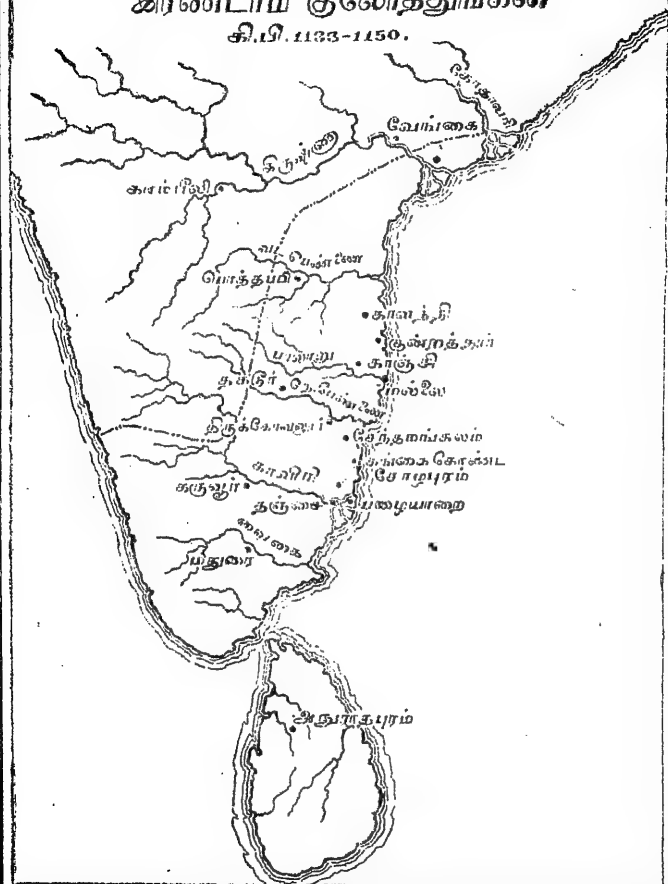 இரண்டாம் குலோத்துங்கன்
கி.பி.1133-1150.
கோதாவரி
வேங்கை
கிருஷ்ணா
காம்பிலி
வட பெண்ணை
பொத்தப்பி
காளத்தி
குன்றத்தூர்
பாலாறு
காஞ்சி
தகடூர்
தென்பெண்ணை
மல்லை
திருக்கோவலூர்
சேந்தமங்கலம்
காவிரி
கங்கைகொண்ட
சோழபுரம்
கருவூர்
தஞ்சை
பழையாறை
வைகை
மதுரை
அநுராதபுரம்